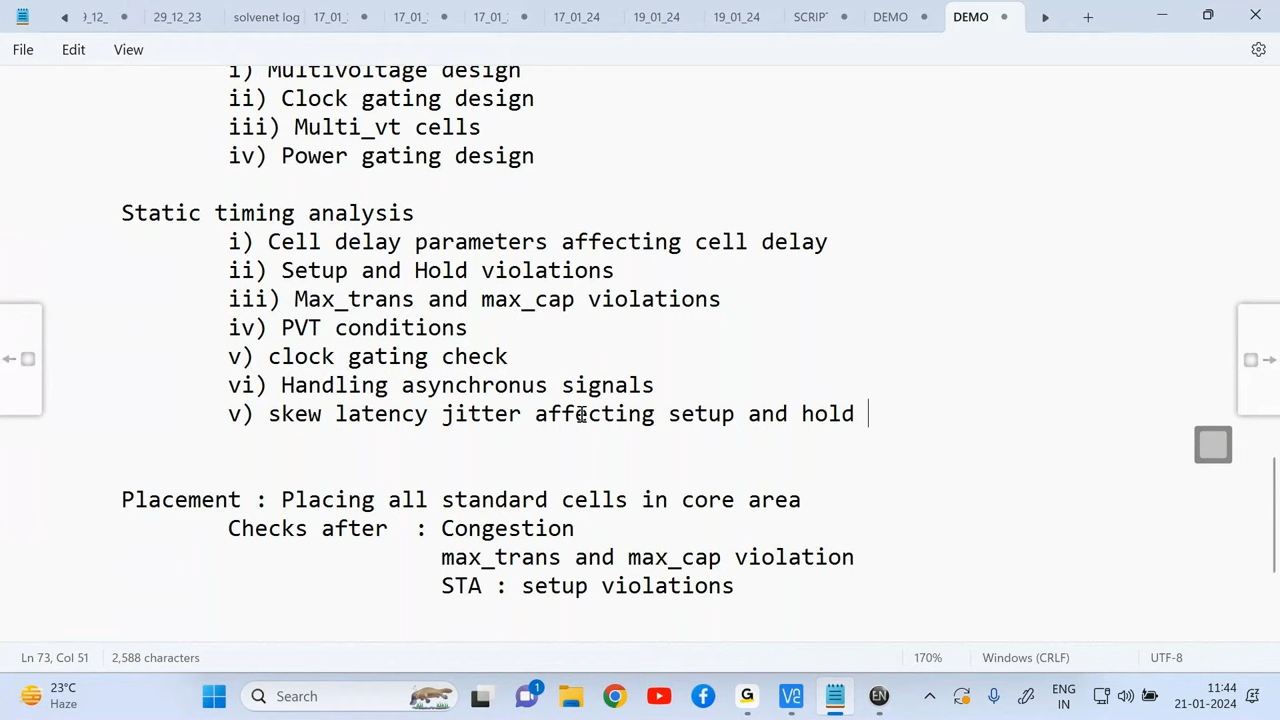 9_12_ 29_12_23 solvenet log 17_01_: 17_01_: 17_01_: 17_01_24 19_01_24 19_01_24 SCRIP DEMO DEMO
File Edit View
i) Multivoltage design
ii) Clock gating design
iii) Multi_vt cells
iv) Power gating design
Static timing analysis
i) Cell delay parameters affecting cell delay
ii) Setup and Hold violations
iii) Max_trans and max_cap violations
iv) PVT conditions
v) clock gating check
vi) Handling asynchronus signals
v) skew latency jitter affecting setup and hold
Placement : Placing all standard cells in core area
Checks after : Congestion
max_trans and max_cap violation
STA : setup violations
Ln 73, Col 51 2,588 characters 170% Windows (CRLF) UTF-8
23°C
Haze
Search
1
ENG
IN
11:44
21-01-2024